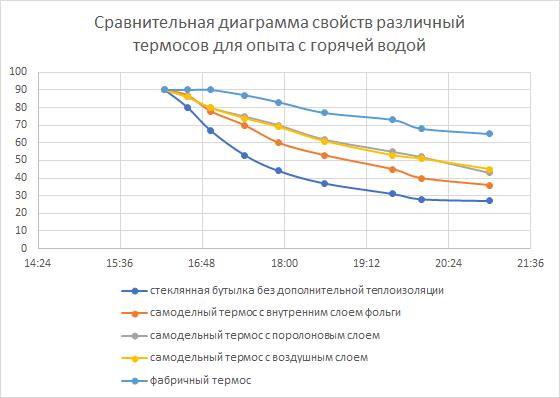 Сравнительная диаграмма свойств различный
термосов для опыта с горячей водой
100
90
80
70
60
50
40
30
20
10
0
14:24 15:36 16:48 18:00 19:12 20:24 21:36
стеклянная бутылка без дополнительной теплоизоляции
самоделный термос с внутренним слоем фольги
самодельный термос с поролоновым слоем
самодельный термос с воздушным слоем
фабричный термос